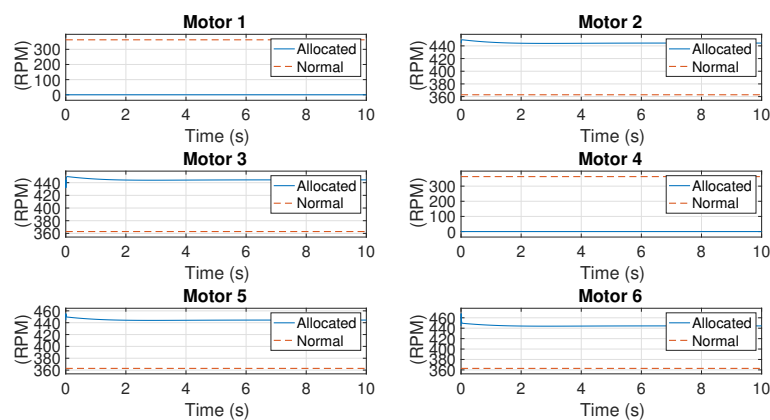 Motor 1
(RPM)
300
200
100
0
Allocated
Normal
0 2 4 6 8 10
Time (s)
Motor 2
(RPM)
440
420
400
380
360
Allocated
Normal
0 2 4 6 8 10
Time (s)
Motor 3
(RPM)
440
420
400
380
360
Allocated
Normal
0 2 4 6 8 10
Time (s)
Motor 4
(RPM)
300
200
100
0
Allocated
Normal
0 2 4 6 8 10
Time (s)
Motor 5
(RPM)
460
440
420
400
380
360
Allocated
Normal
0 2 4 6 8 10
Time (s)
Motor 6
(RPM)
460
440
420
400
380
360
Allocated
Normal
0 2 4 6 8 10
Time (s)